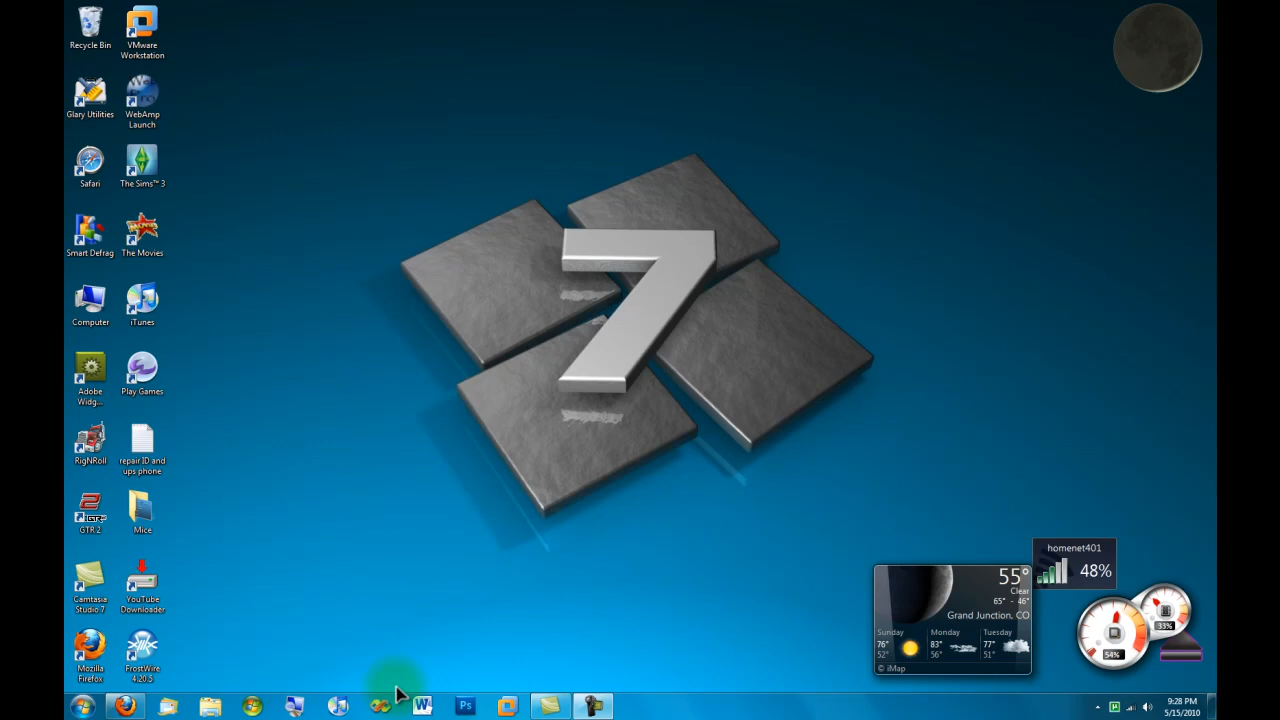 Recycle Bin
VMware
Workstation
Glary Utilities
WebAmp
Launch
Safari
The Sims™ 3
Smart Defrag
The Movies
Computer
iTunes
Adobe
Widg...
Play Games
RigNRoll
repair ID and
ups phone
GTR 2
Mice
Camtasia
Studio 7
YouTube
Downloader
Mozilla
Firefox
FrostWire
4.20.5
7
homenet401
48%
55°
Clear
65° - 46°
Grand Junction, CO
Sunday
76°
52°
Monday
83°
56°
Tuesday
77°
51°
© iMap
54%
33%
W
Ps
9:28 PM
5/15/2010